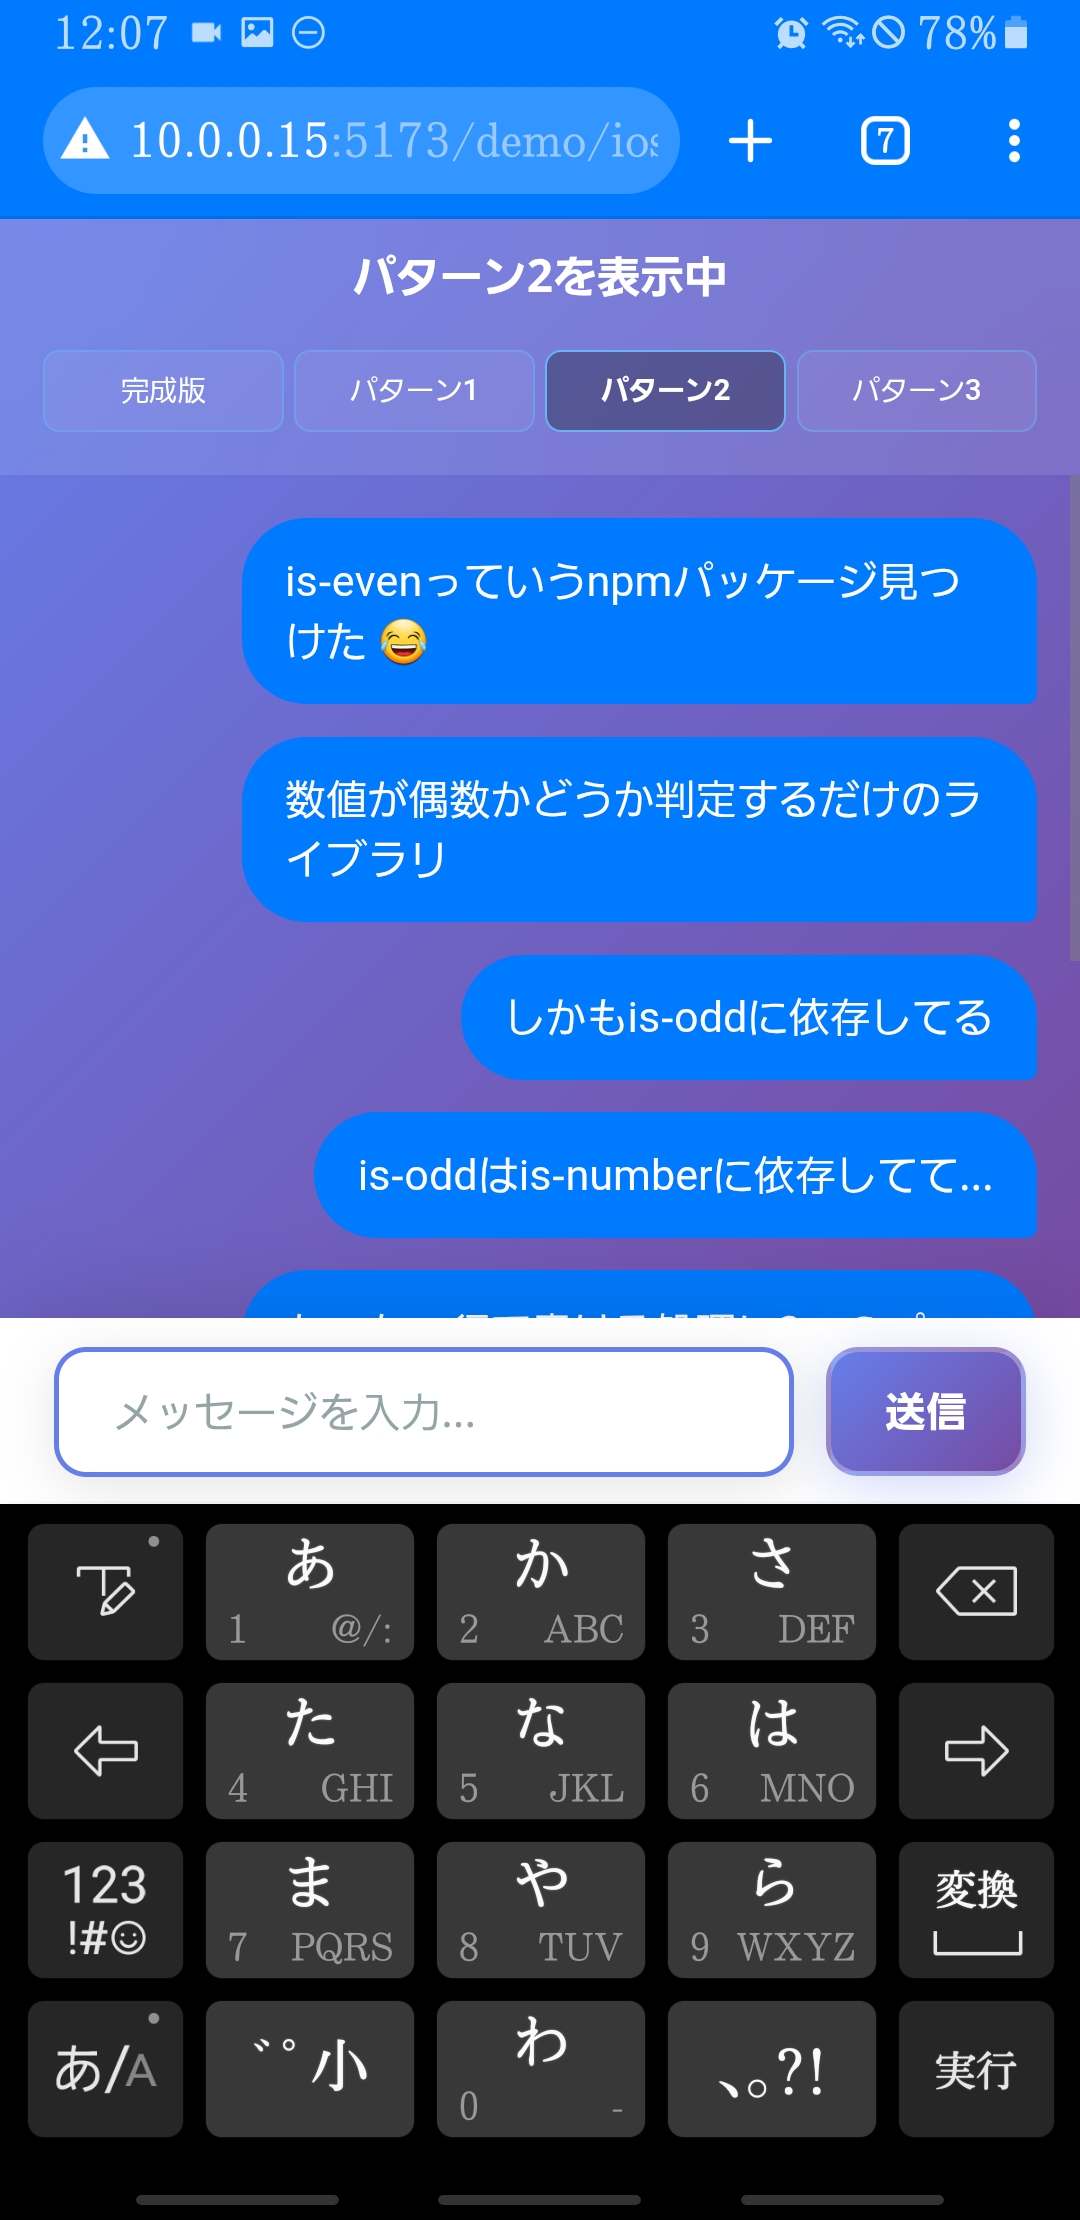 12:07
78%
10.0.0.15:5173/demo/ios
7
パターン2を表示中
完成版
パターン1
パターン2
パターン3
is-evenっていうnpmパッケージ見つ
けた 😂
数値が偶数かどうか判定するだけのラ
イブラリ
しかもis-oddに依存してる
is-oddはis-numberに依存してて...
メッセージを入力...
送信
あ
か
さ
1 @/:
2 ABC
3 DEF
た
な
は
4 GHI
5 JKL
6 MNO
123
ま
や
ら
変換
!#☺
7 PQRS
8 TUV
9 WXYZ
あ/A
゛゜小
わ
、。?!
実行
0 -